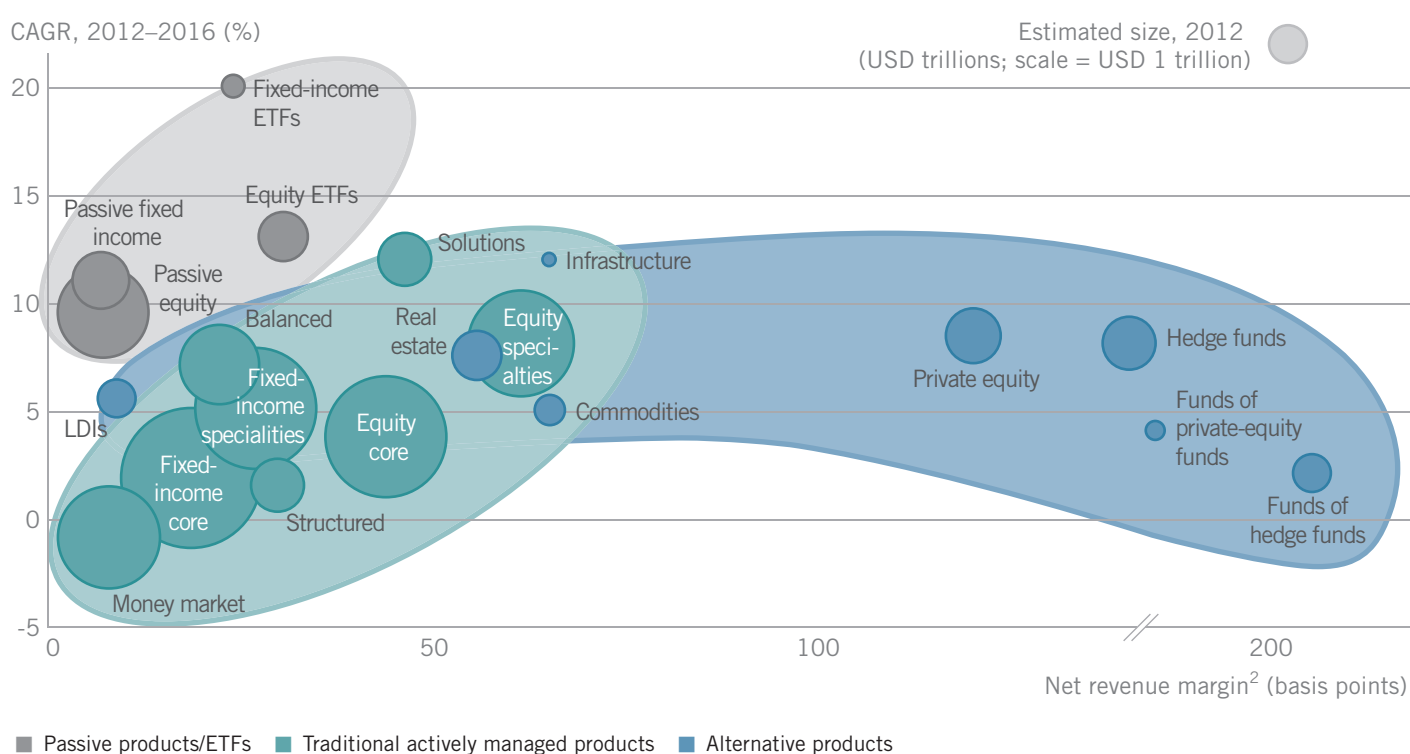 CAGR, 2012–2016 (%)
Estimated size, 2012
(USD trillions; scale = USD 1 trillion)
20
15
10
5
0
-5
Fixed-income
ETFs
Equity ETFs
Passive fixed
income
Passive
equity
Solutions
Infrastructure
Balanced
Real
estate
Equity
speci-
alties
Private equity
Hedge funds
LDIs
Fixed-
income
specialities
Equity
core
Commodities
Funds of
private-equity
funds
Fixed-
income
core
Structured
Funds of
hedge funds
Money market
0
50
100
200
Net revenue margin2 (basis points)
Passive products/ETFs
Traditional actively managed products
Alternative products